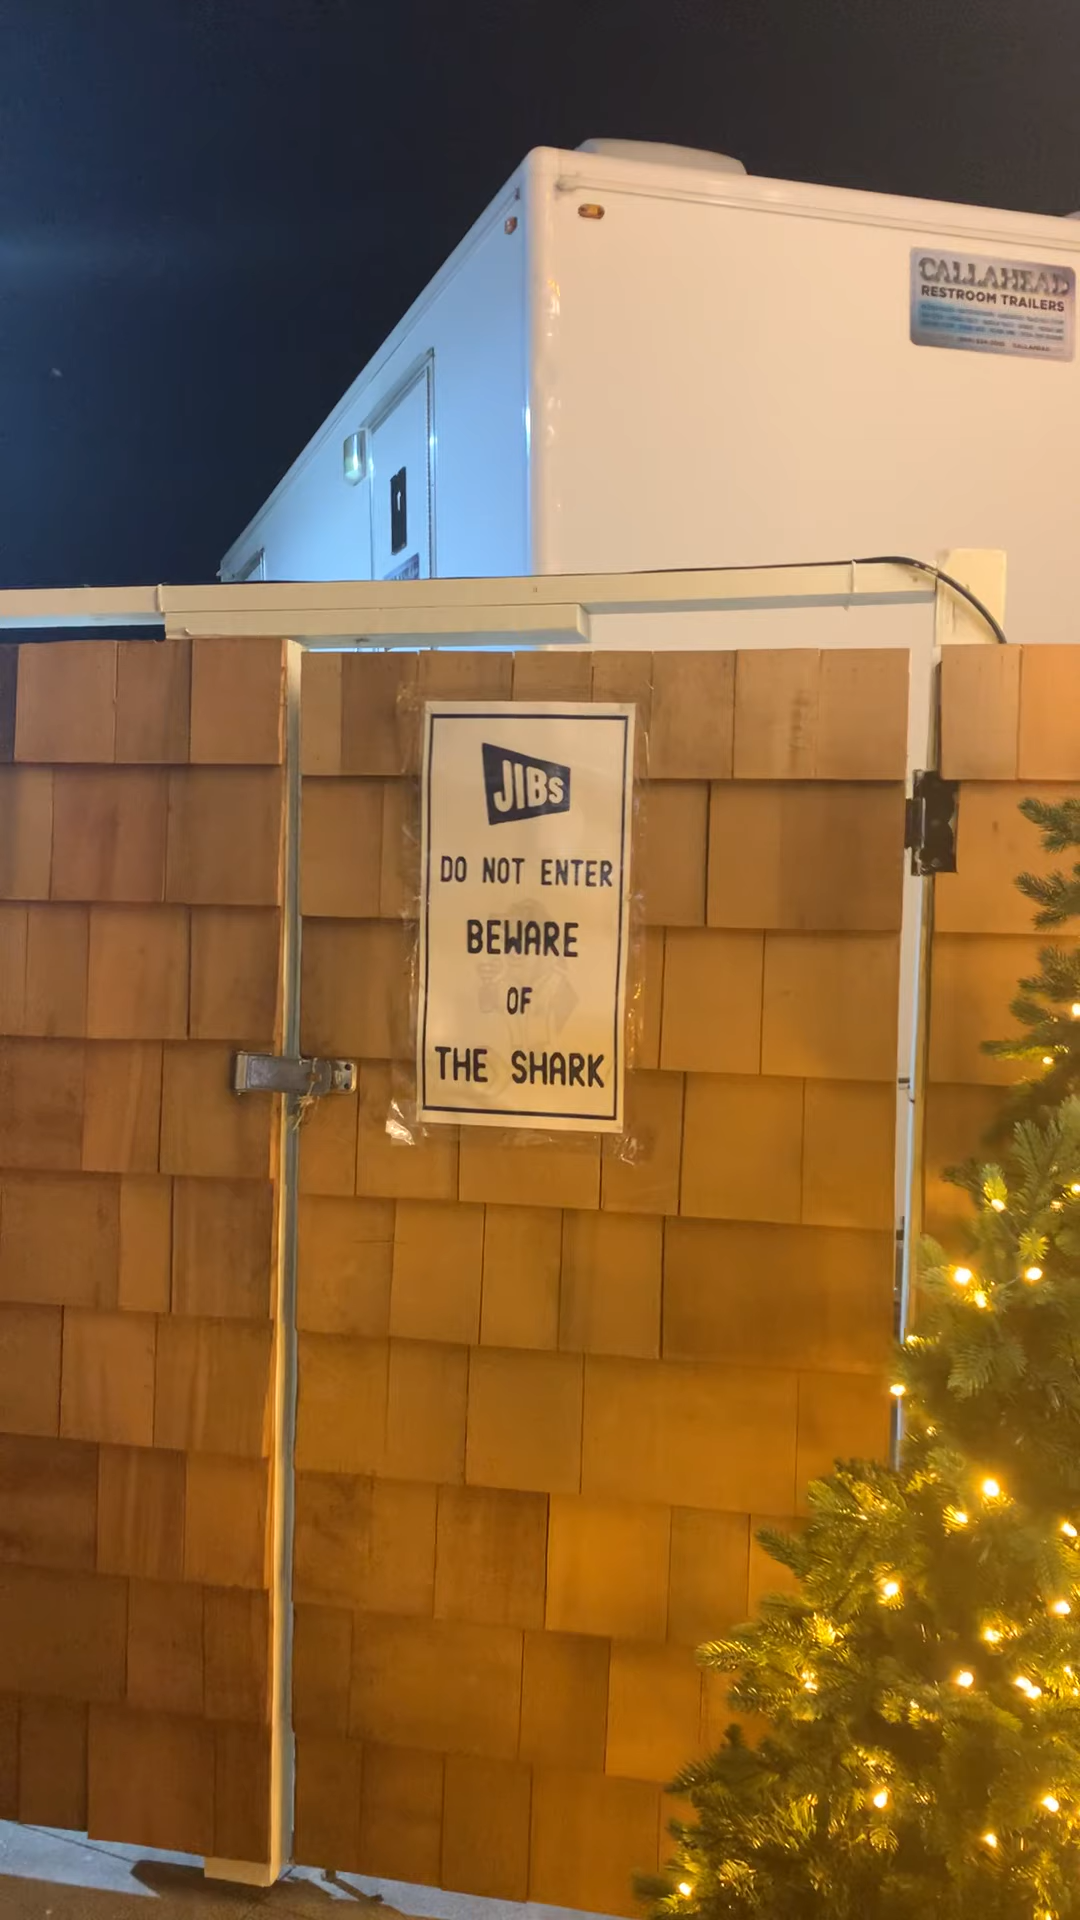 CALLAHEAD
RESTROOM TRAILERS
JIBs
DO NOT ENTER
BEWARE
OF
THE SHARK